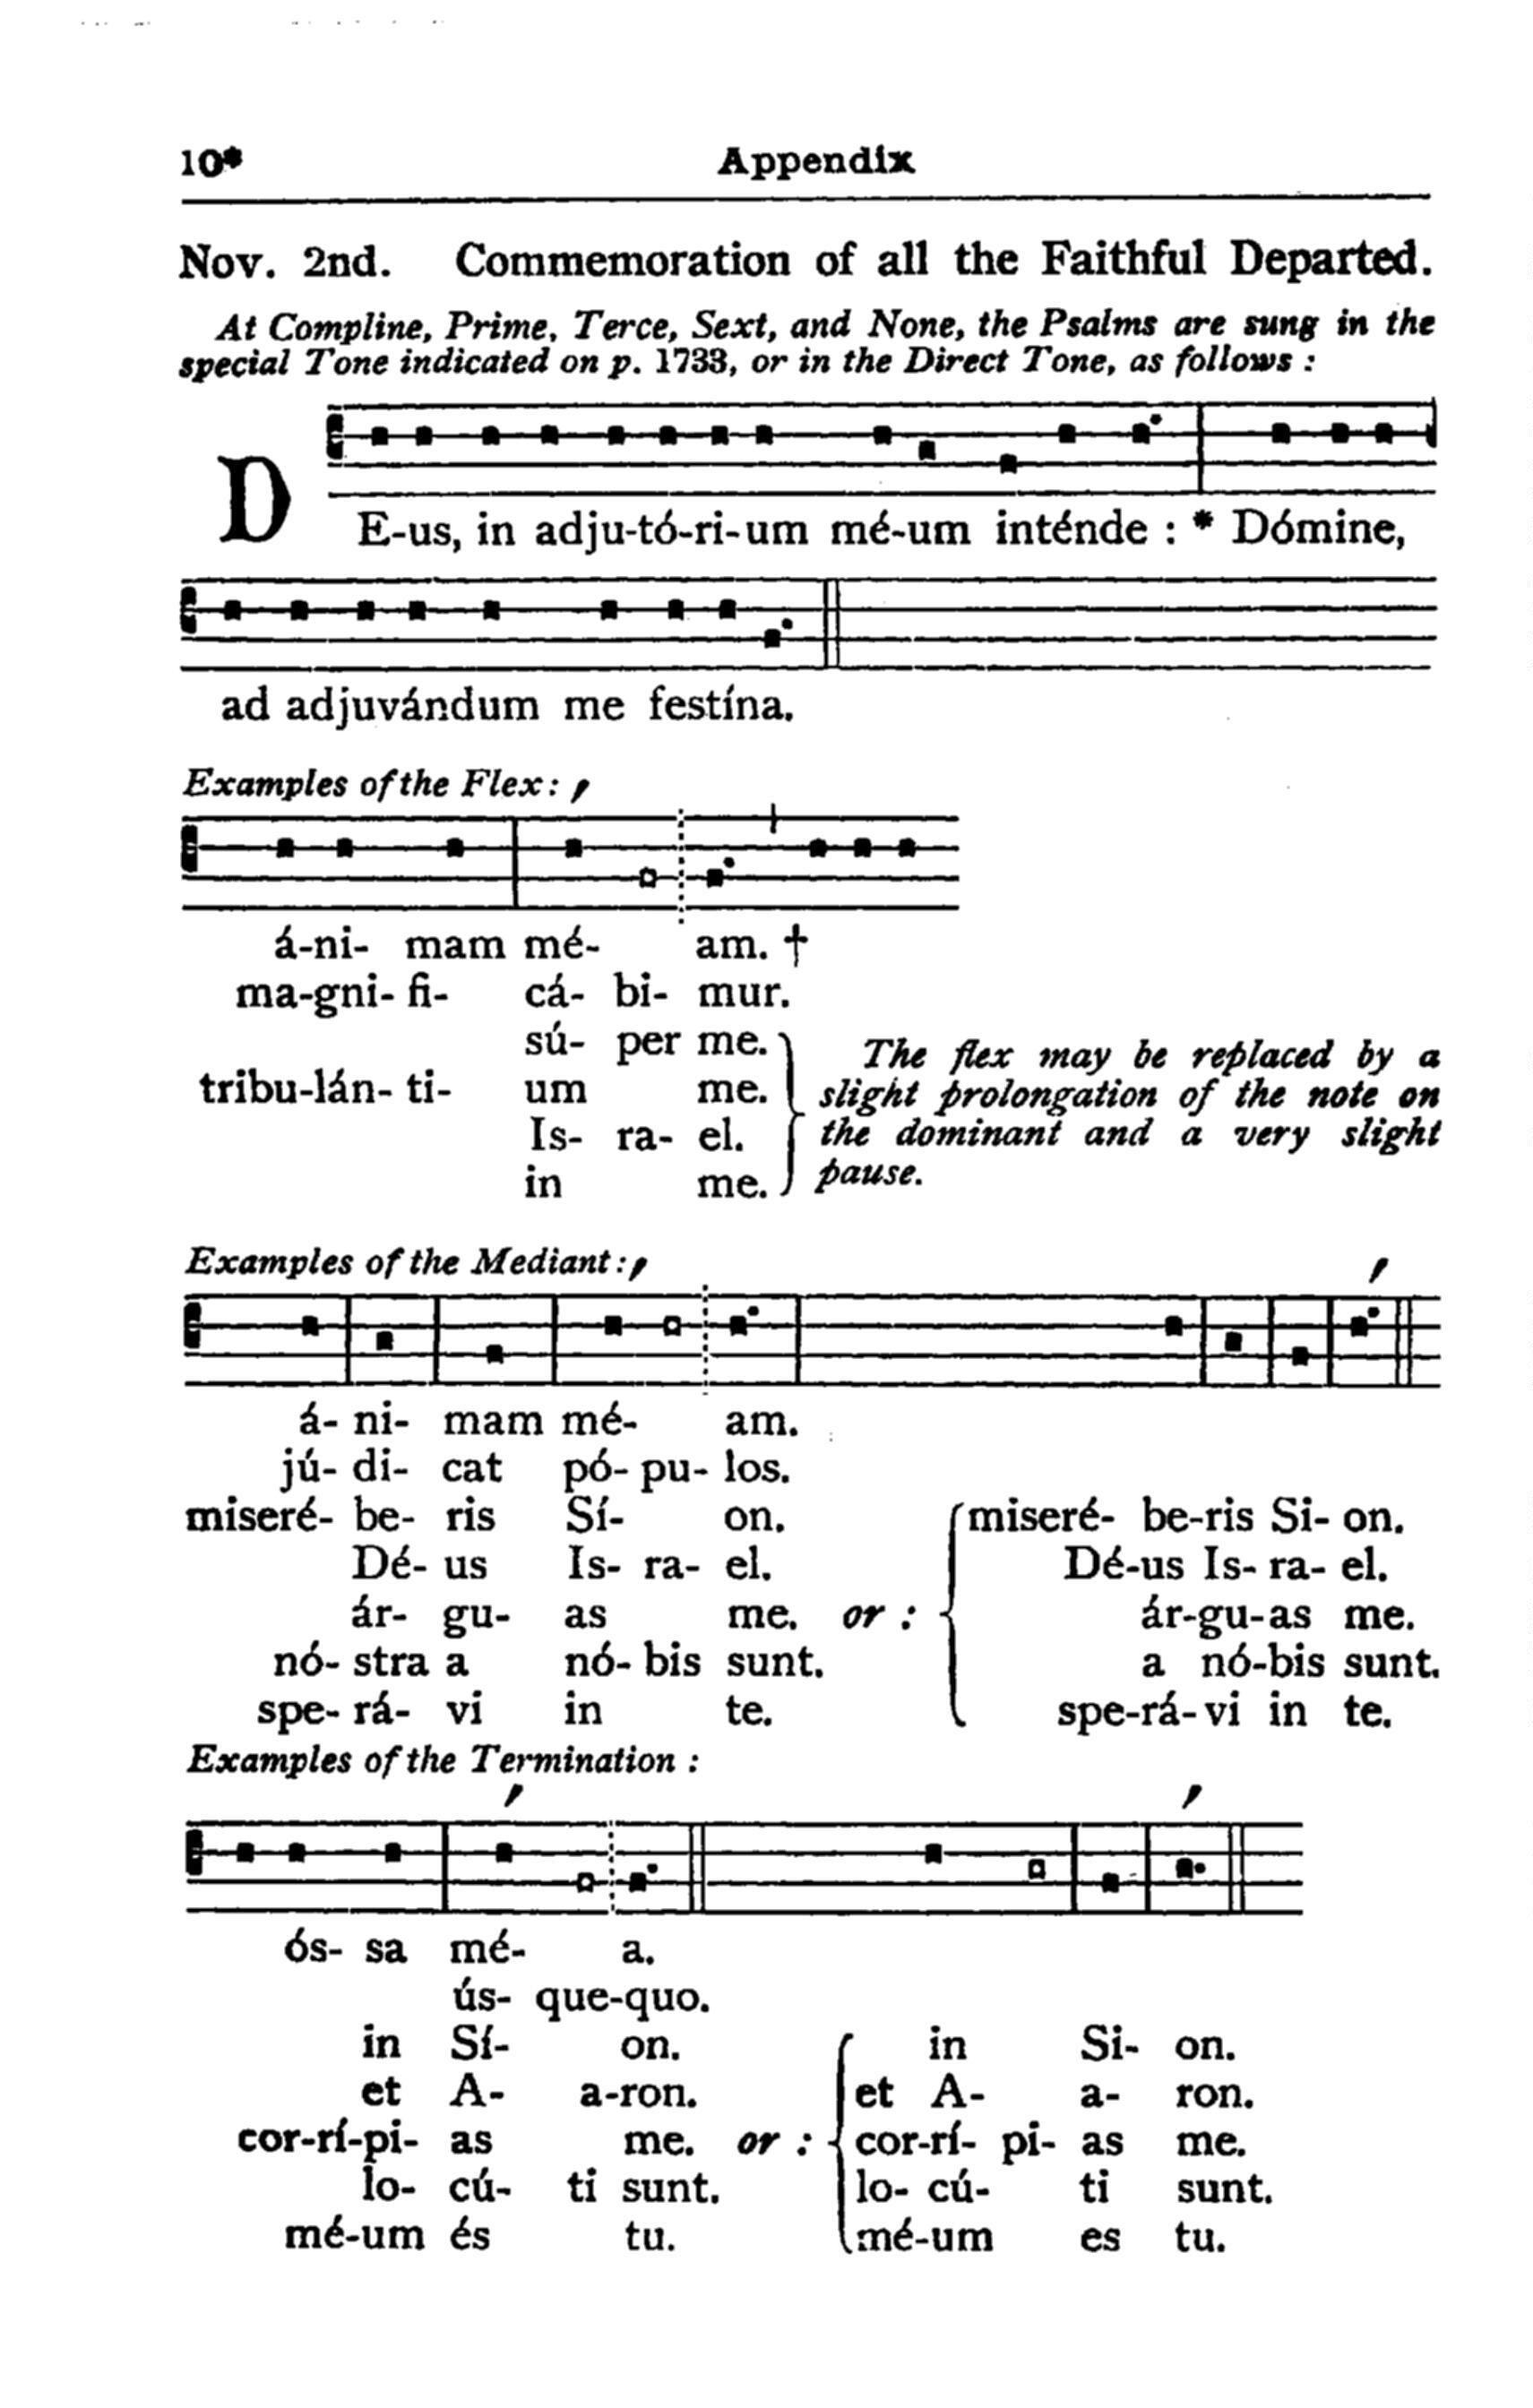 10* Appendix
Nov. 2nd. Commemoration of all the Faithful Departed.
At Compline, Prime, Terce, Sext, and None, the Psalms are sung in the
special Tone indicated on p. 1733, or in the Direct Tone, as follows :
DE-us, in adju-tó-ri-um mé-um inténde : * Dómine,
ad adjuvándum me festína.
Examples of the Flex :
á-ni- mam mé- am. †
ma-gni- fi- cá- bi- mur.
sú- per me.
tribu-lán- ti- um me.
Is- ra- el.
in me.
The flex may be replaced by a
slight prolongation of the note on
the dominant and a very slight
pause.
Examples of the Mediant :
á- ni- mam mé- am.
jú- di- cat pó- pu- los.
miseré- be- ris Sí- on. miseré- be-ris Si- on.
Dé- us Is- ra- el. Dé-us Is- ra- el.
ár- gu- as me. or : ár-gu-as me.
nó- stra a nó- bis sunt. a nó-bis sunt.
spe- rá- vi in te. spe-rá- vi in te.
Examples of the Termination :
ós- sa mé- a.
ús- que-quo.
in Sí- on. in Si- on.
et A- a-ron. et A- a- ron.
cor-rí-pi- as me. or : cor-rí- pi- as me.
lo- cú- ti sunt. lo- cú- ti sunt.
mé-um és tu. mé-um es tu.